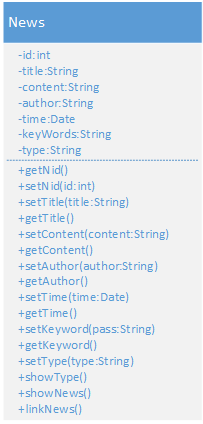 News
-id:int
-title:String
-content:String
-author:String
-time:Date
-keyWords:String
-type:String
+getNid()
+setNid(id:int)
+setTitle(title:String)
+getTitle()
+setContent(content:String)
+getContent()
+setAuthor(author:String)
+getAuthor()
+setTime(time:Date)
+getTime()
+setKeyword(pass:String)
+getKeyword()
+setType(type:String)
+showType()
+showNews()
+linkNews()